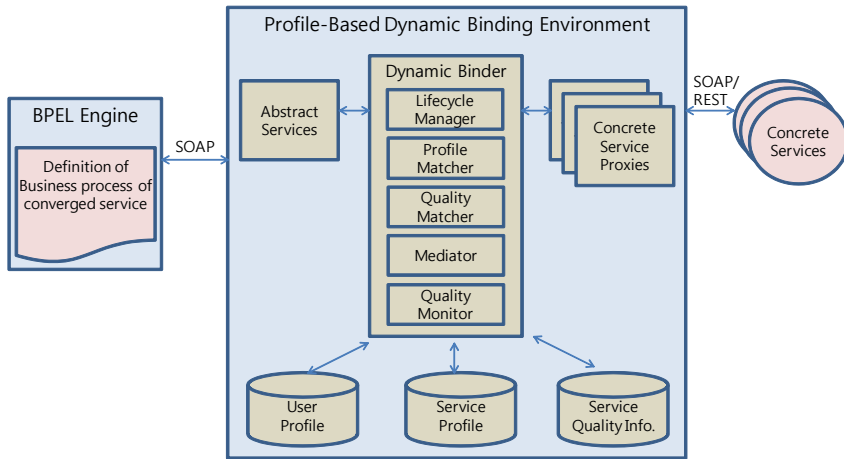 Profile-Based Dynamic Binding Environment
BPEL Engine
Definition of
Business process of
converged service
SOAP
Abstract
Services
Dynamic Binder
Lifecycle
Manager
Profile
Matcher
Quality
Matcher
Mediator
Quality
Monitor
Concrete
Service
Proxies
SOAP/
REST
Concrete
Services
User
Profile
Service
Profile
Service
Quality Info.